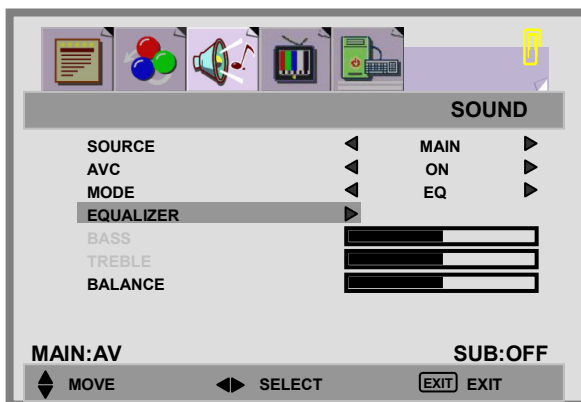 SOUND
SOURCE MAIN
AVC ON
MODE EQ
EQUALIZER
BASS
TREBLE
BALANCE
MAIN:AV SUB:OFF
MOVE SELECT EXIT EXIT